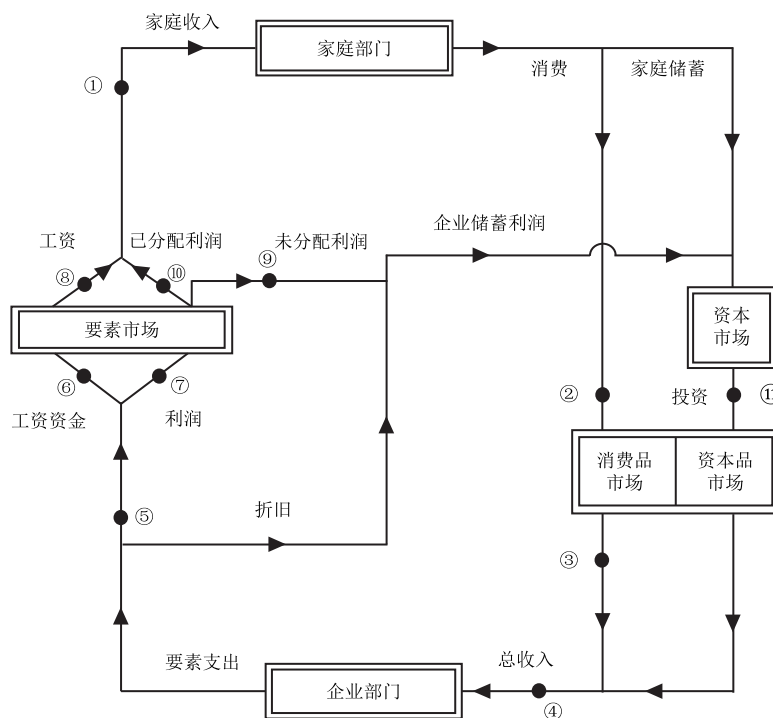 家庭收入
家庭部门
消费
家庭储蓄
①
工资
已分配利润
未分配利润
企业储蓄利润
⑧
⑩
⑨
要素市场
资本
市场
⑥
⑦
②
投资
⑪
工资资金
利润
消费品
市场
资本品
市场
⑤
折旧
③
要素支出
企业部门
总收入
④